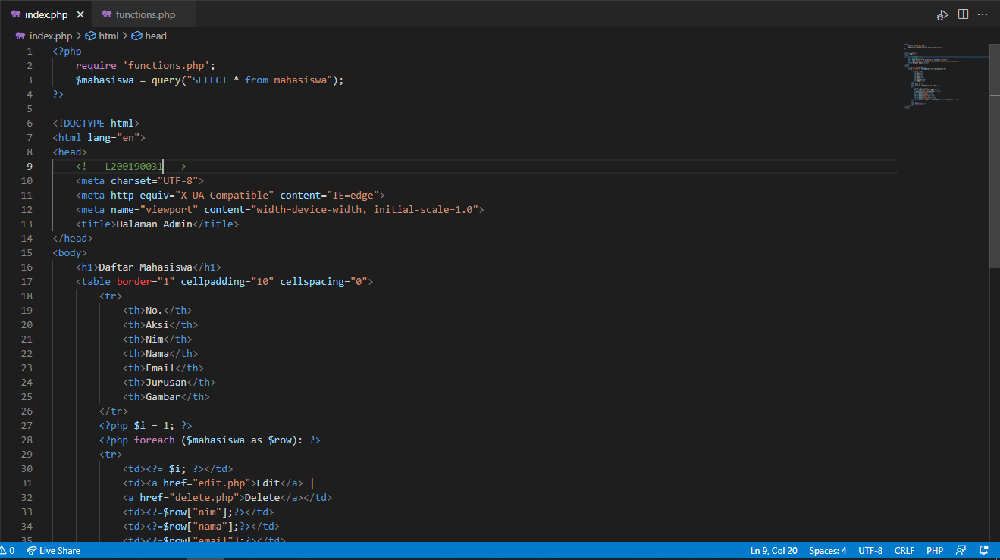 index.php × functions.php
index.php > html > head
1 <?php
2 require 'functions.php';
3 $mahasiswa = query("SELECT * from mahasiswa");
4 ?>
5
6 <!DOCTYPE html>
7 <html lang="en">
8 <head>
9 <!-- L200190031 -->
10 <meta charset="UTF-8">
11 <meta http-equiv="X-UA-Compatible" content="IE=edge">
12 <meta name="viewport" content="width=device-width, initial-scale=1.0">
13 <title>Halaman Admin</title>
14 </head>
15 <body>
16 <h1>Daftar Mahasiswa</h1>
17 <table border="1" cellpadding="10" cellspacing="0">
18 <tr>
19 <th>No.</th>
20 <th>Aksi</th>
21 <th>Nim</th>
22 <th>Nama</th>
23 <th>Email</th>
24 <th>Jurusan</th>
25 <th>Gambar</th>
26 </tr>
27 <?php $i = 1; ?>
28 <?php foreach ($mahasiswa as $row): ?>
29 <tr>
30 <td><?= $i; ?></td>
31 <td><a href="edit.php">Edit</a> |
32 <a href="delete.php">Delete</a></td>
33 <td><?=$row["nim"];?></td>
34 <td><?=$row["nama"];?></td>
35 <td><?=$row["email"];?></td>
0 Live Share Ln 9, Col 20 Spaces: 4 UTF-8 CRLF PHP